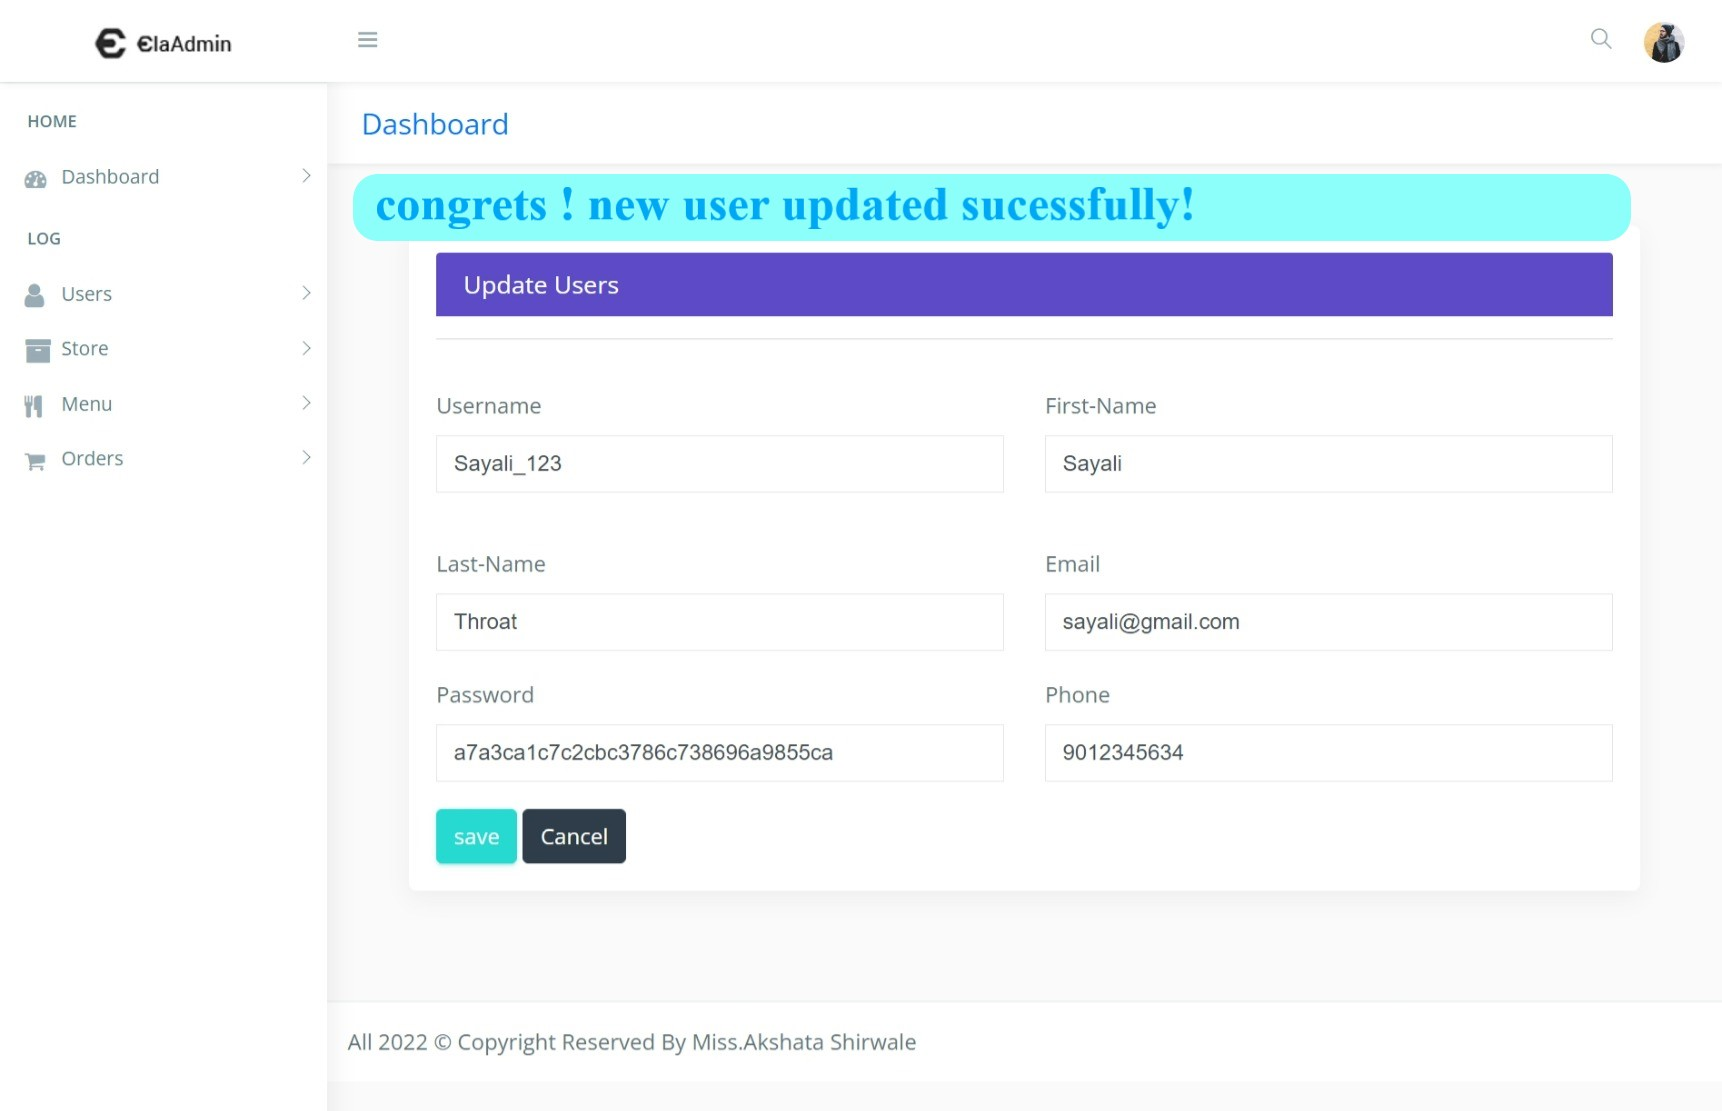 ЄlaAdmin
HOME
Dashboard
LOG
Users
Store
Menu
Orders
Dashboard
congrets ! new user updated sucessfully!
Update Users
Username
First-Name
Sayali_123
Sayali
Last-Name
Email
Throat
sayali@gmail.com
Password
Phone
a7a3ca1c7c2cbc3786c738696a9855ca
9012345634
save
Cancel
All 2022 © Copyright Reserved By Miss.Akshata Shirwale